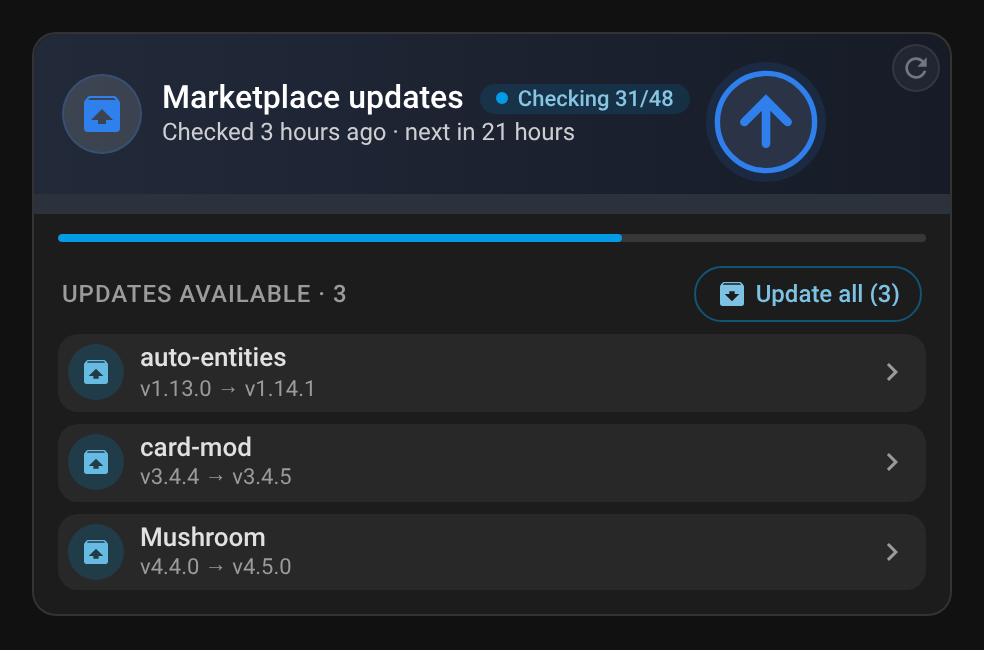 Marketplace updates
Checking 31/48
Checked 3 hours ago · next in 21 hours
UPDATES AVAILABLE · 3
Update all (3)
auto-entities
v1.13.0 → v1.14.1
card-mod
v3.4.4 → v3.4.5
Mushroom
v4.4.0 → v4.5.0